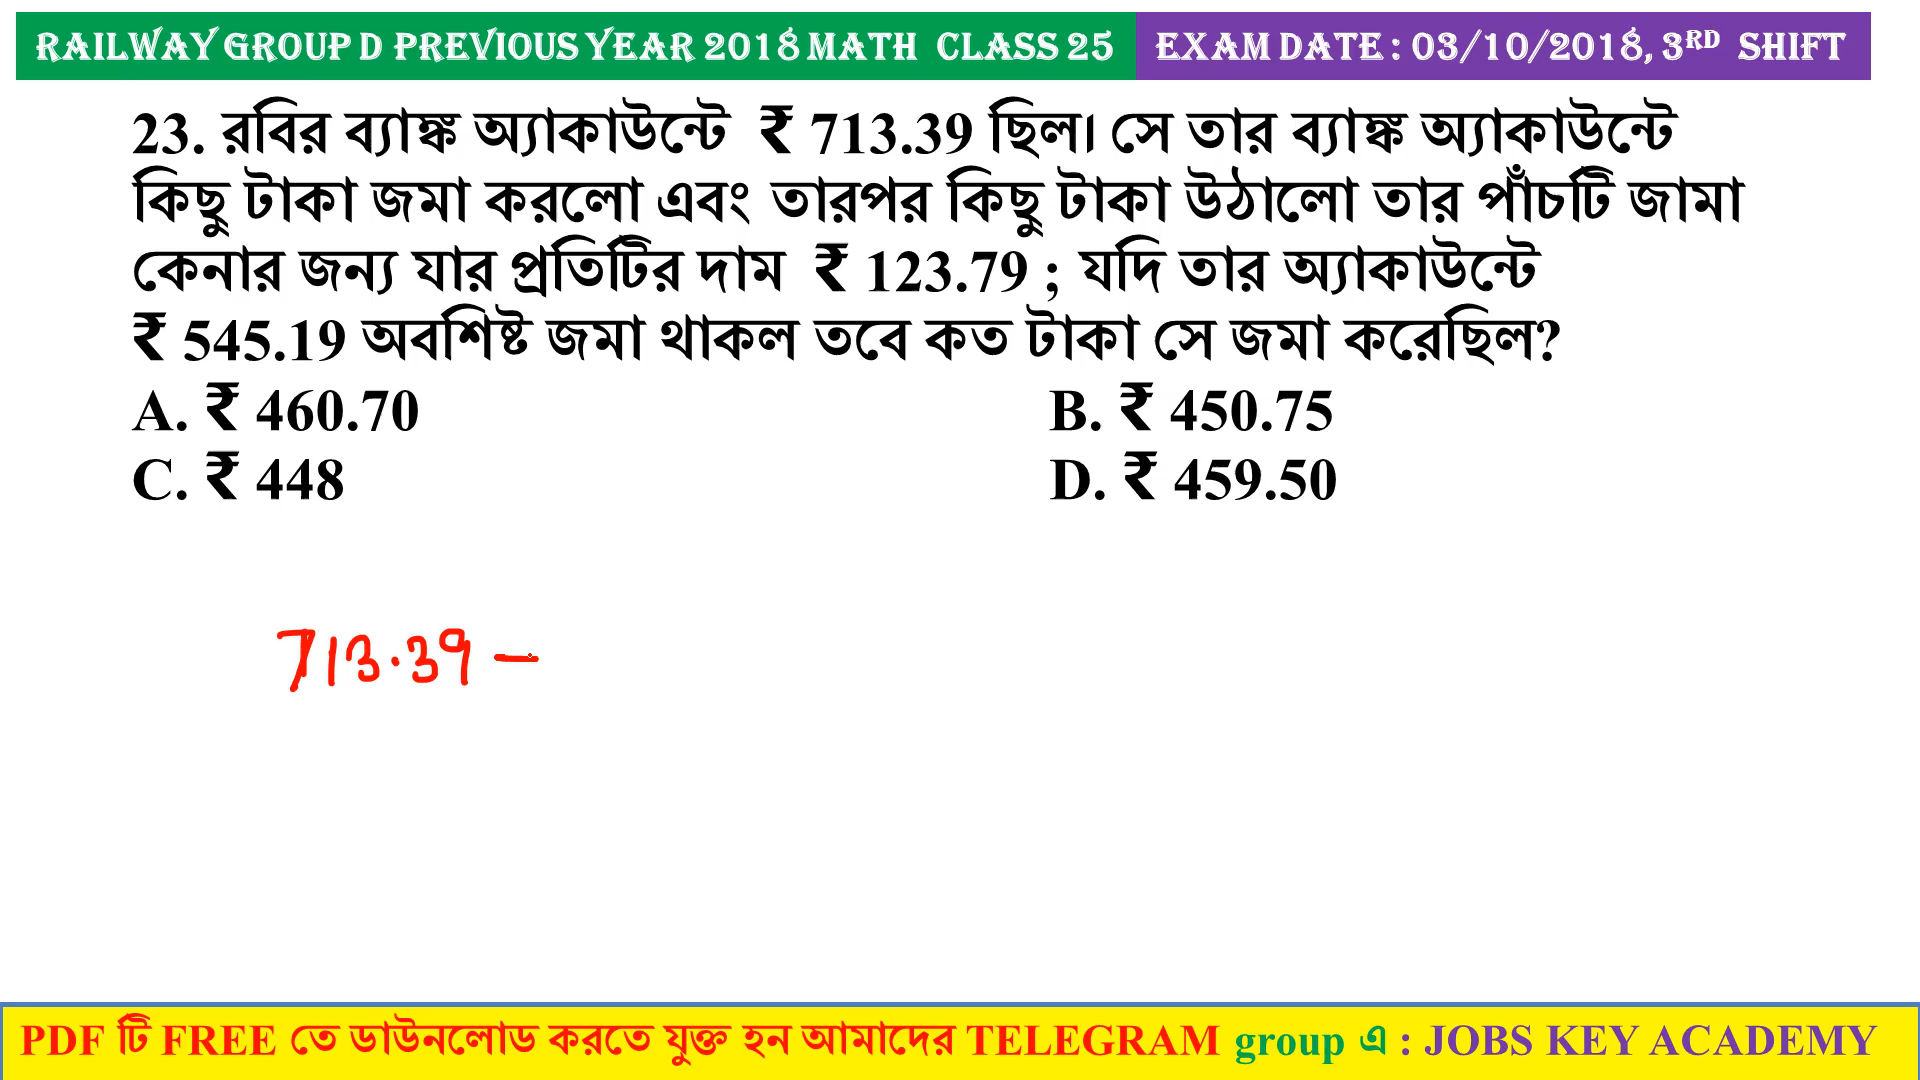 RAILWAY GROUP D PREVIOUS YEAR 2018 MATH CLASS 25 EXAM DATE : 03/10/2018, 3RD SHIFT
23. রবির ব্যাঙ্ক অ্যাকাউন্টে ₹ 713.39 ছিল। সে তার ব্যাঙ্ক অ্যাকাউন্টে
কিছু টাকা জমা করলো এবং তারপর কিছু টাকা উঠালো তার পাঁচটি জামা
কেনার জন্য যার প্রতিটির দাম ₹ 123.79 ; যদি তার অ্যাকাউন্টে
₹ 545.19 অবশিষ্ট জমা থাকল তবে কত টাকা সে জমা করেছিল?
A. ₹ 460.70 B. ₹ 450.75
C. ₹ 448 D. ₹ 459.50
713.39 –
PDF টি FREE তে ডাউনলোড করতে যুক্ত হন আমাদের TELEGRAM group এ : JOBS KEY ACADEMY